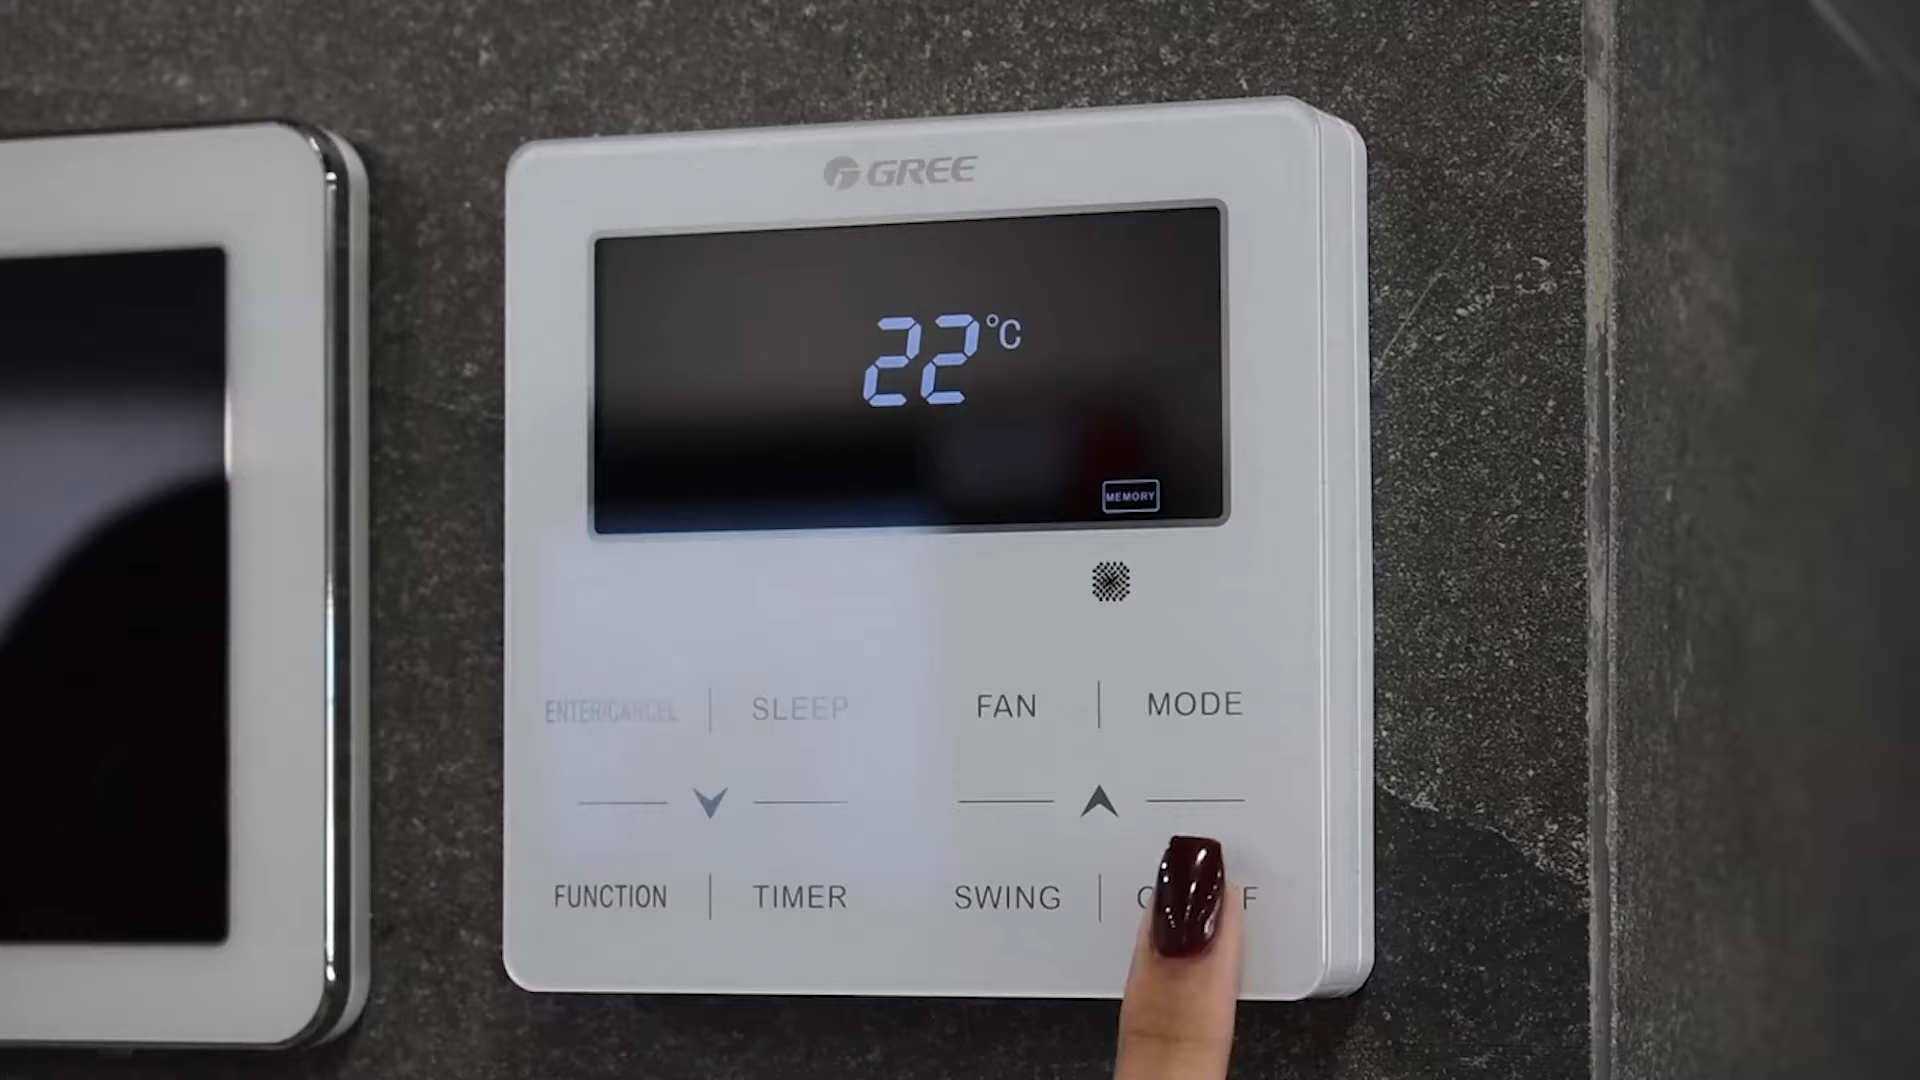 GREE
22°C
MEMORY
ENTER/CANCEL SLEEP FAN MODE
FUNCTION TIMER SWING